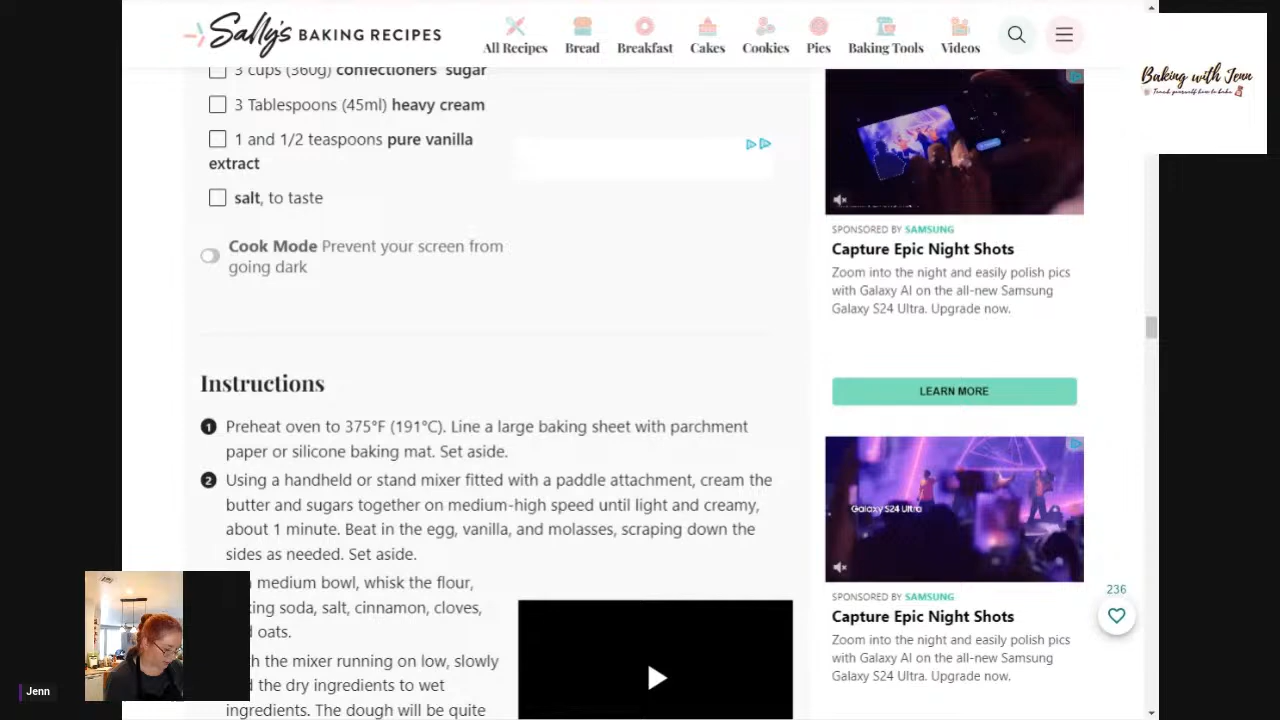 Sally's BAKING RECIPES
All Recipes
Bread
Breakfast
Cakes
Cookies
Pies
Baking Tools
Videos
Baking with Jenn
Teach yourself how to bake
3 cups (360g) confectioners' sugar
3 Tablespoons (45ml) heavy cream
1 and 1/2 teaspoons pure vanilla
extract
salt, to taste
Cook Mode Prevent your screen from
going dark
Instructions
1 Preheat oven to 375°F (191°C). Line a large baking sheet with parchment
paper or silicone baking mat. Set aside.
2 Using a handheld or stand mixer fitted with a paddle attachment, cream the
butter and sugars together on medium-high speed until light and creamy,
about 1 minute. Beat in the egg, vanilla, and molasses, scraping down the
sides as needed. Set aside.
medium bowl, whisk the flour,
king soda, salt, cinnamon, cloves,
d oats.
h the mixer running on low, slowly
d the dry ingredients to wet
ingredients. The dough will be quite
SPONSORED BY SAMSUNG
Capture Epic Night Shots
Zoom into the night and easily polish pics
with Galaxy AI on the all-new Samsung
Galaxy S24 Ultra. Upgrade now.
LEARN MORE
Galaxy S24 Ultra
SPONSORED BY SAMSUNG
Capture Epic Night Shots
Zoom into the night and easily polish pics
with Galaxy AI on the all-new Samsung
Galaxy S24 Ultra. Upgrade now.
236
Jenn